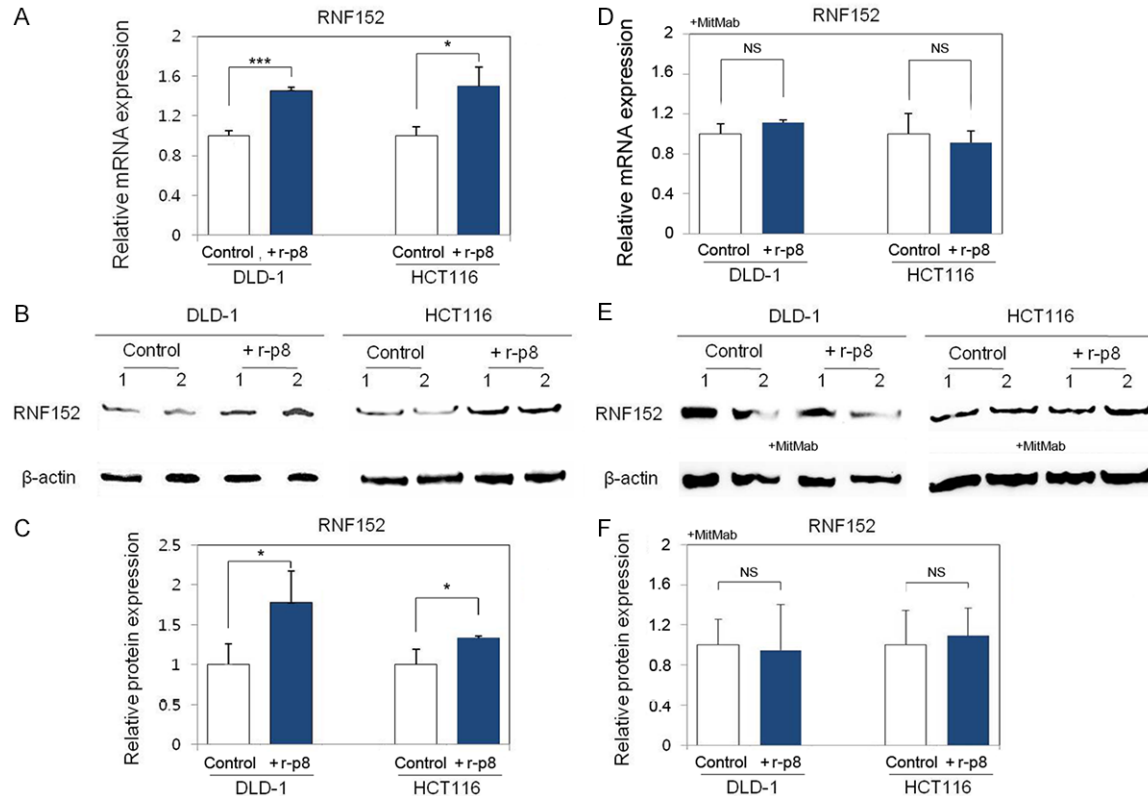 A
RNF152
Relative mRNA expression
2
1.6
1.2
0.8
0.4
0
***
*
Control , + r-p8 Control + r-p8
DLD-1 HCT116
B
DLD-1 HCT116
Control + r-p8 Control + r-p8
1 2 1 2 1 2 1 2
RNF152
β-actin
C
RNF152
Relative protein expression
2.5
2
1.5
1
0.5
0
*
*
Control + r-p8 Control + r-p8
DLD-1 HCT116
D
RNF152
+MitMab
Relative mRNA expression
2
1.6
1.2
0.8
0.4
0
NS NS
Control + r-p8 Control + r-p8
DLD-1 HCT116
E
DLD-1 HCT116
Control + r-p8 Control + r-p8
1 2 1 2 1 2 1 2
RNF152
+MitMab +MitMab
β-actin
F
RNF152
+MitMab
Relative protein expression
2
1.6
1.2
0.8
0.4
0
NS NS
Control + r-p8 Control + r-p8
DLD-1 HCT116